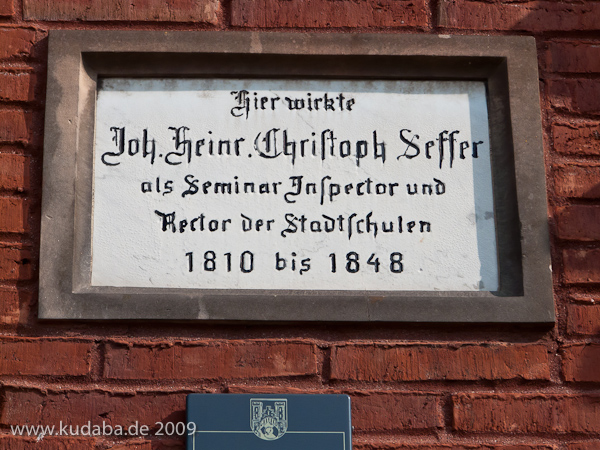 Hier wirkte
Joh. Heinr. Christoph Seffer
als Seminar Inspector und
Rector der Stadtschulen
1810 bis 1848
www.kudaba.de 2009